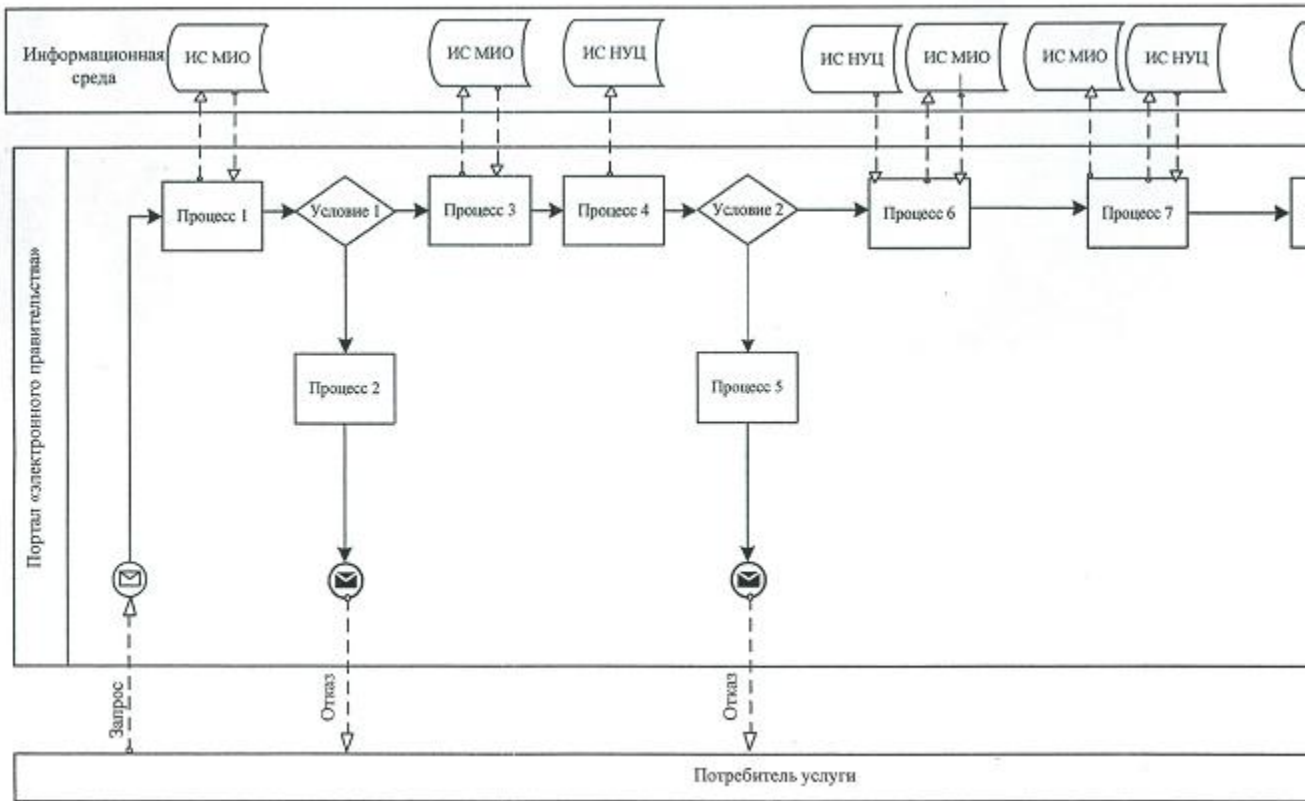 Информационная
среда
ИС МИО
ИС МИО
ИС НУЦ
ИС НУЦ
ИС МИО
ИС МИО
ИС НУЦ
Портал «электронного правительства»
Процесс 1
Условие 1
Процесс 3
Процесс 4
Условие 2
Процесс 6
Процесс 7
Процесс 2
Процесс 5
Запрос
Отказ
Отказ
Потребитель услуги